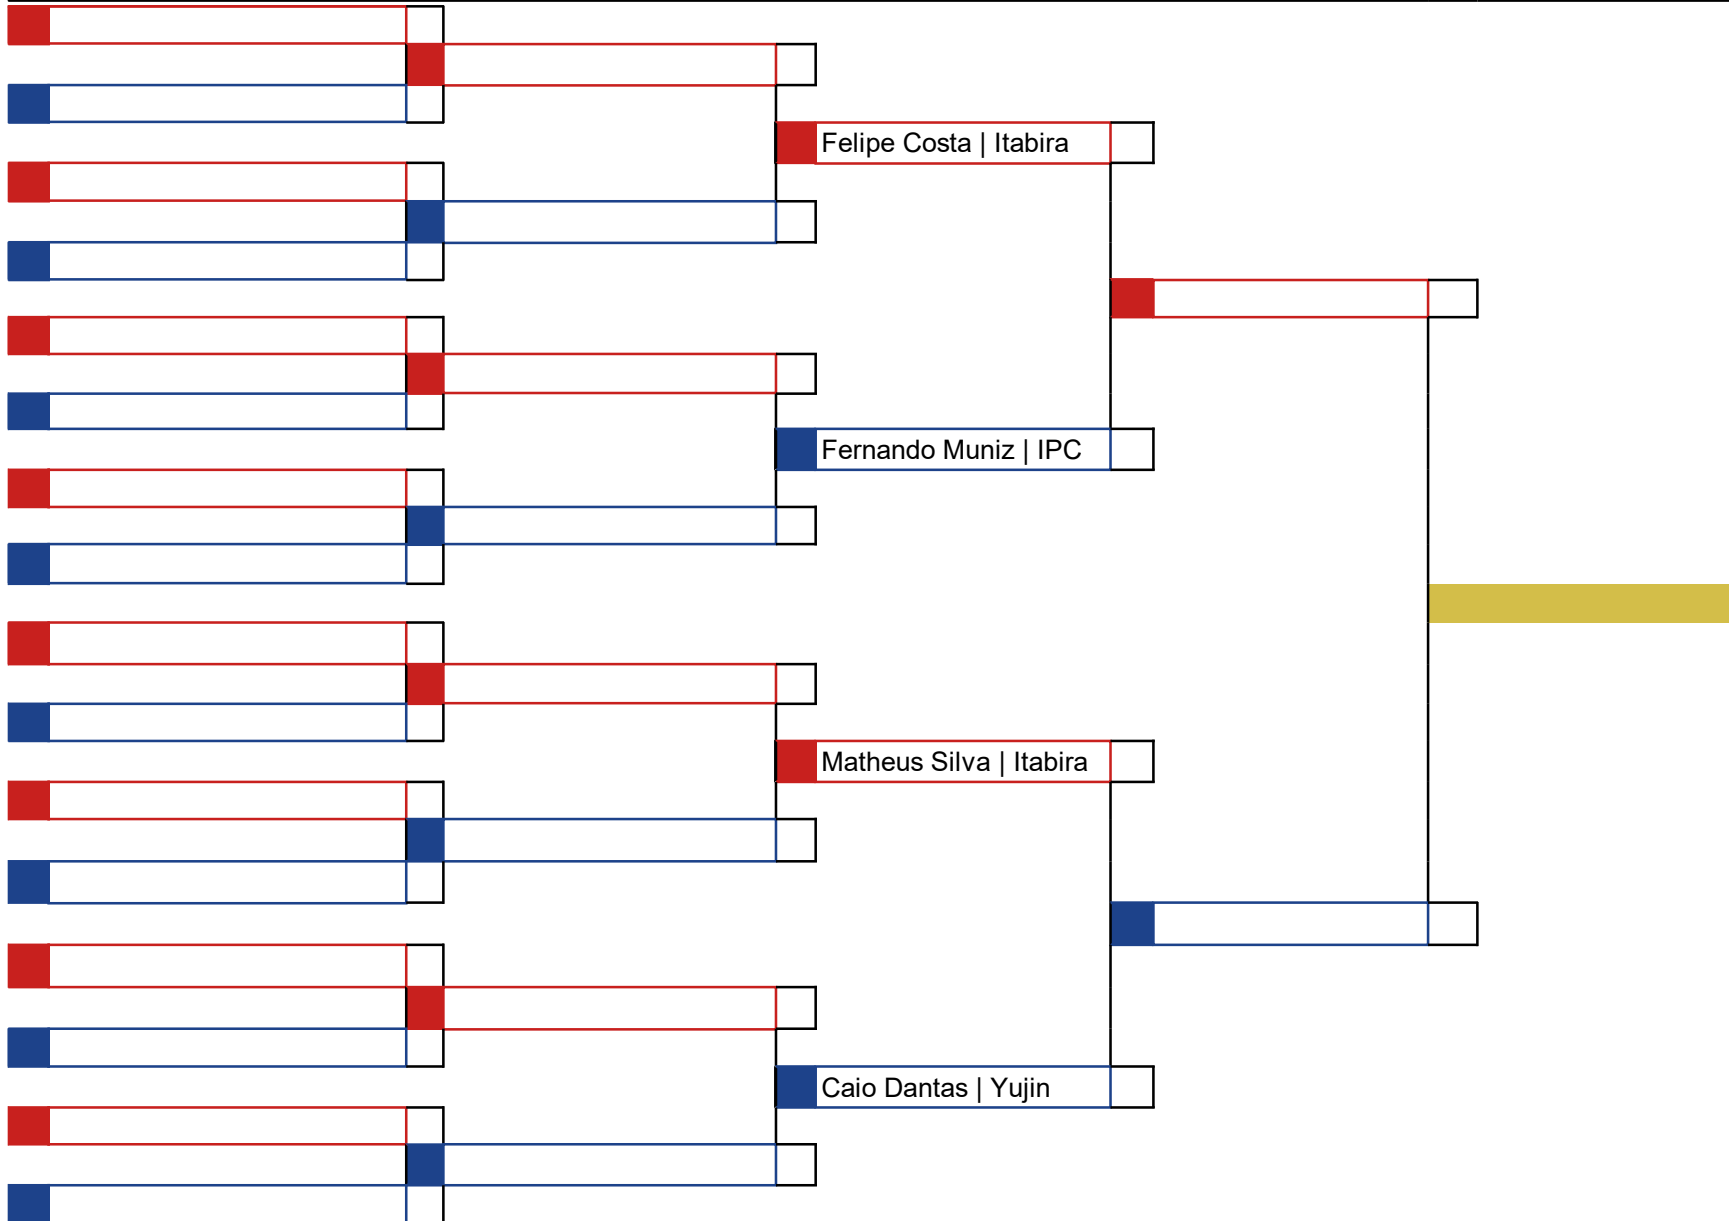 Felipe Costa | Itabira
Fernando Muniz | IPC
Matheus Silva | Itabira
Caio Dantas | Yujin